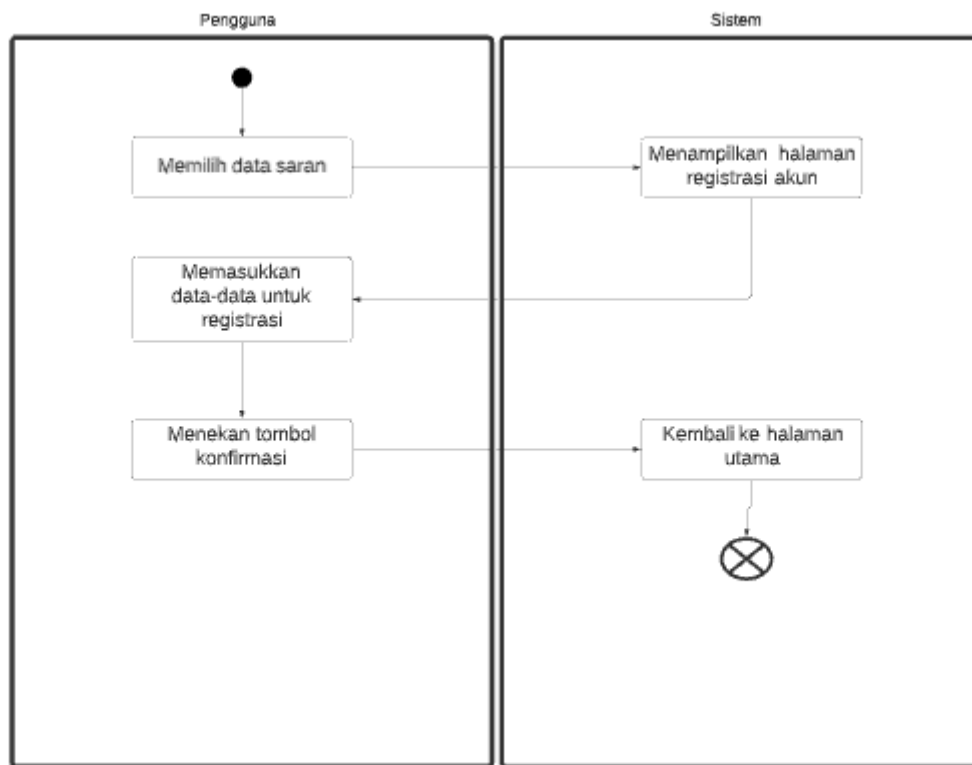 Pengguna
Sistem
Memilih data saran
Menampilkan halaman
registrasi akun
Memasukkan
data-data untuk
registrasi
Menekan tombol
konfirmasi
Kembali ke halaman
utama